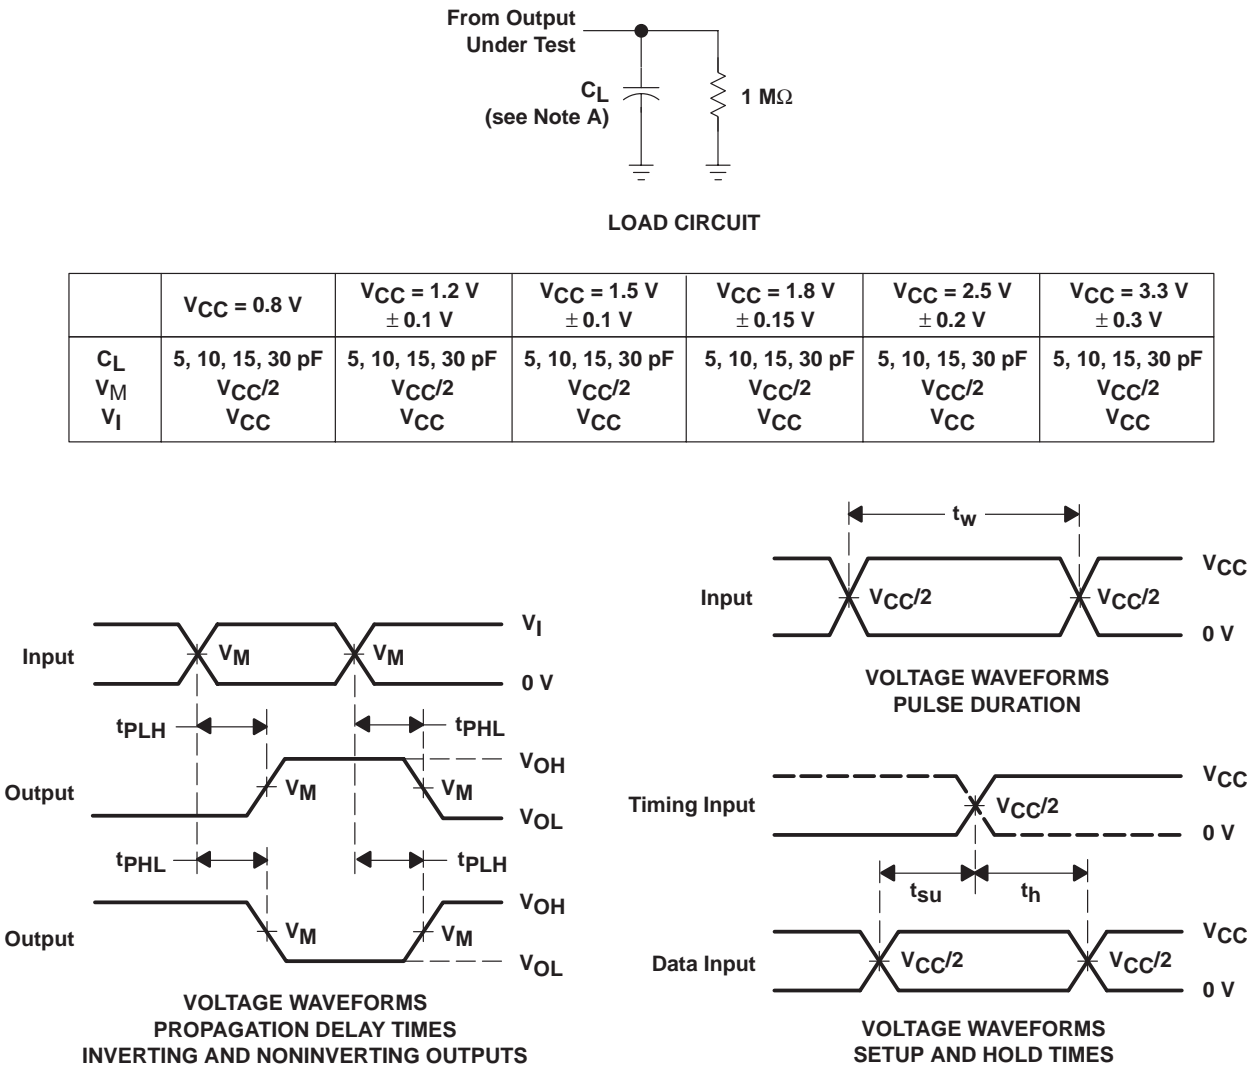 From Output
Under Test
CL
(see Note A)
1 MΩ
LOAD CIRCUIT
VCC = 0.8 V
VCC = 1.2 V
± 0.1 V
VCC = 1.5 V
± 0.1 V
VCC = 1.8 V
± 0.15 V
VCC = 2.5 V
± 0.2 V
VCC = 3.3 V
± 0.3 V
CL 5, 10, 15, 30 pF 5, 10, 15, 30 pF 5, 10, 15, 30 pF 5, 10, 15, 30 pF 5, 10, 15, 30 pF 5, 10, 15, 30 pF
VM VCC/2 VCC/2 VCC/2 VCC/2 VCC/2 VCC/2
VI VCC VCC VCC VCC VCC VCC
Input
VM
VM
VI
0 V
tPLH
tPHL
Output
VM
VM
VOH
VOL
tPHL
tPLH
Output
VM
VM
VOH
VOL
VOLTAGE WAVEFORMS
PROPAGATION DELAY TIMES
INVERTING AND NONINVERTING OUTPUTS
tw
Input
VCC/2
VCC/2
VCC
0 V
VOLTAGE WAVEFORMS
PULSE DURATION
Timing Input
VCC/2
VCC
0 V
tsu
th
Data Input
VCC/2
VCC/2
VCC
0 V
VOLTAGE WAVEFORMS
SETUP AND HOLD TIMES